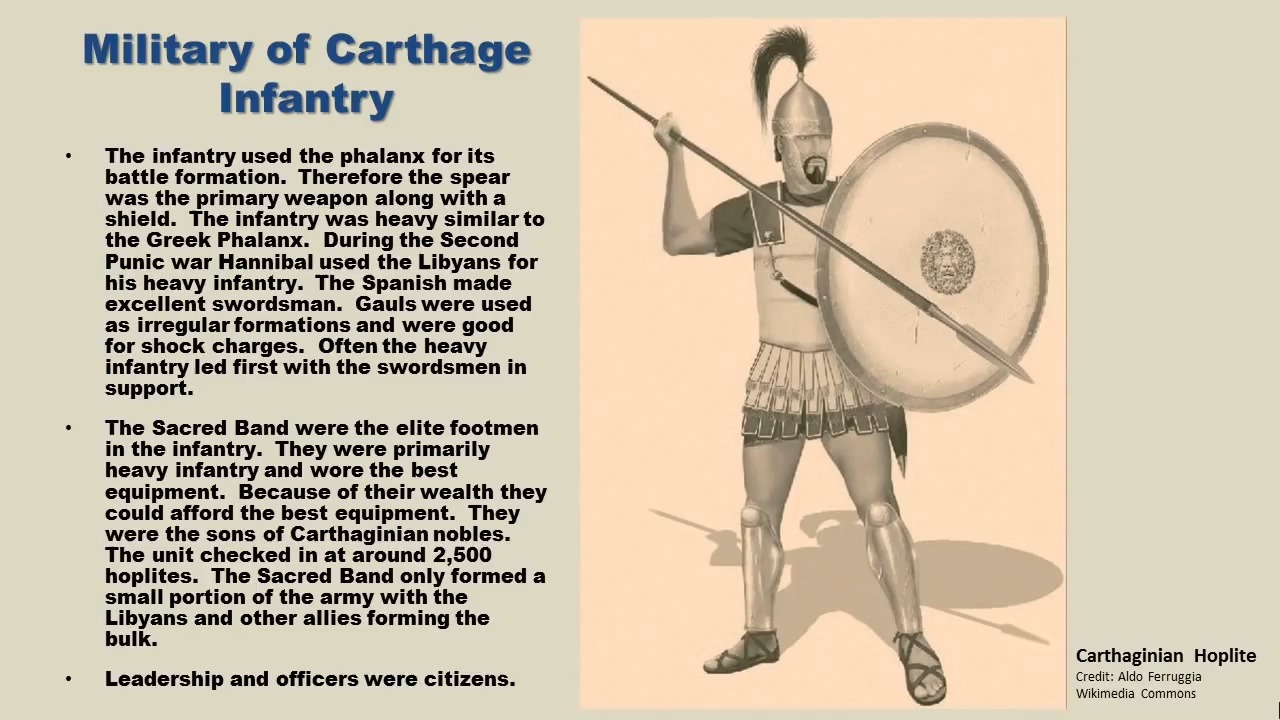 Military of Carthage
Infantry
• The infantry used the phalanx for its
battle formation. Therefore the spear
was the primary weapon along with a
shield. The infantry was heavy similar to
the Greek Phalanx. During the Second
Punic war Hannibal used the Libyans for
his heavy infantry. The Spanish made
excellent swordsman. Gauls were used
as irregular formations and were good
for shock charges. Often the heavy
infantry led first with the swordsmen in
support.
• The Sacred Band were the elite footmen
in the infantry. They were primarily
heavy infantry and wore the best
equipment. Because of their wealth they
could afford the best equipment. They
were the sons of Carthaginian nobles.
The unit checked in at around 2,500
hoplites. The Sacred Band only formed a
small portion of the army with the
Libyans and other allies forming the
bulk.
• Leadership and officers were citizens.
Carthaginian Hoplite
Credit: Aldo Ferruggia
Wikimedia Commons